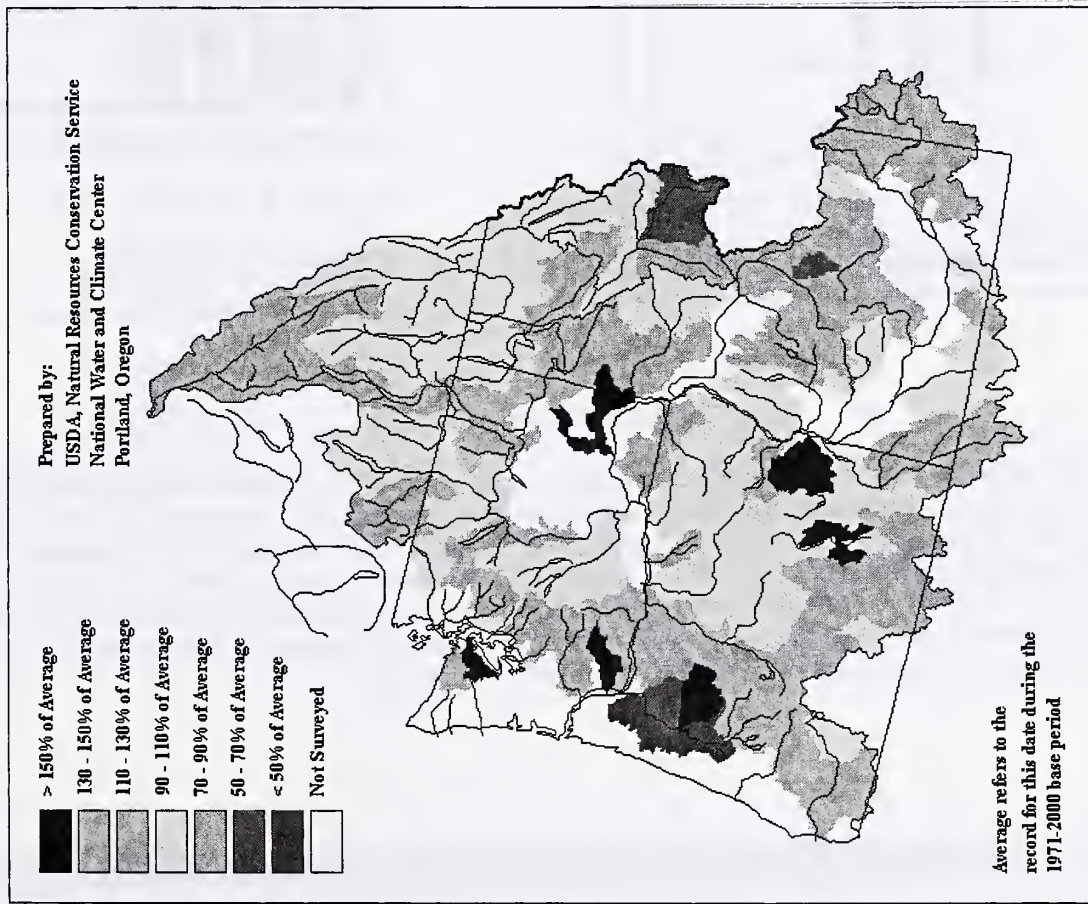 Prepared by:
USDA, Natural Resources Conservation Service
National Water and Climate Center
Portland, Oregon
> 150% of Average
130 - 150% of Average
110 - 130% of Average
90 - 110% of Average
70 - 90% of Average
50 - 70% of Average
< 50% of Average
Not Surveyed
Average refers to the
record for this date during the
1971-2000 base period